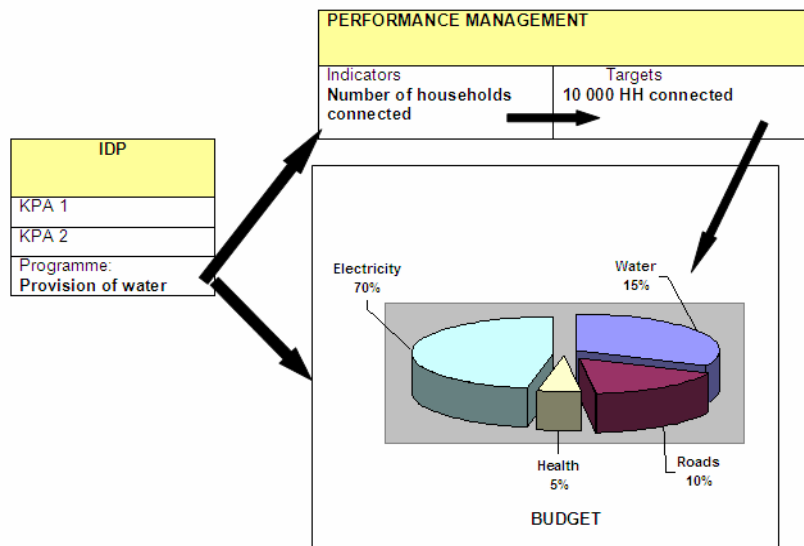 PERFORMANCE MANAGEMENT
Indicators
Number of households
connected
Targets
10 000 HH connected
IDP
KPA 1
KPA 2
Programme:
Provision of water
Electricity
70%
Water
15%
Health
5%
Roads
10%
BUDGET